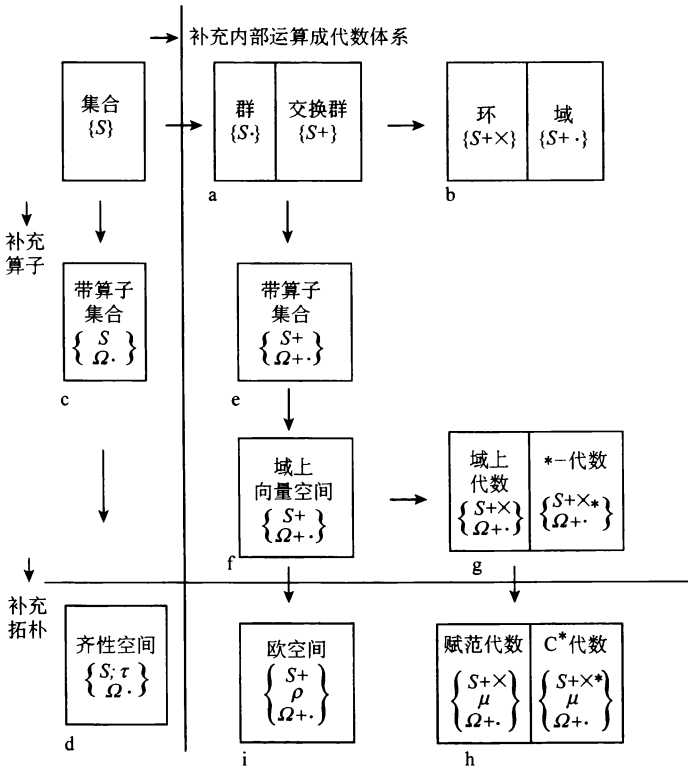 补充内部运算成代数体系
集合
{S}
群
{S·}
交换群
{S+}
环
{S+×}
域
{S+·}
a
b
补充
算子
带算子
集合
{S
Ω·}
带算子
集合
{S+
Ω+·}
c
e
域上
向量空间
{S+
Ω+·}
域上
代数
{S+×
Ω+·}
*-代数
{S+×*
Ω+·}
f
g
补充
拓朴
齐性空间
{S; τ
Ω·}
欧空间
{S+
ρ
Ω+·}
赋范代数
{S+×
μ
Ω+·}
C*代数
{S+×*
μ
Ω+·}
d
i
h